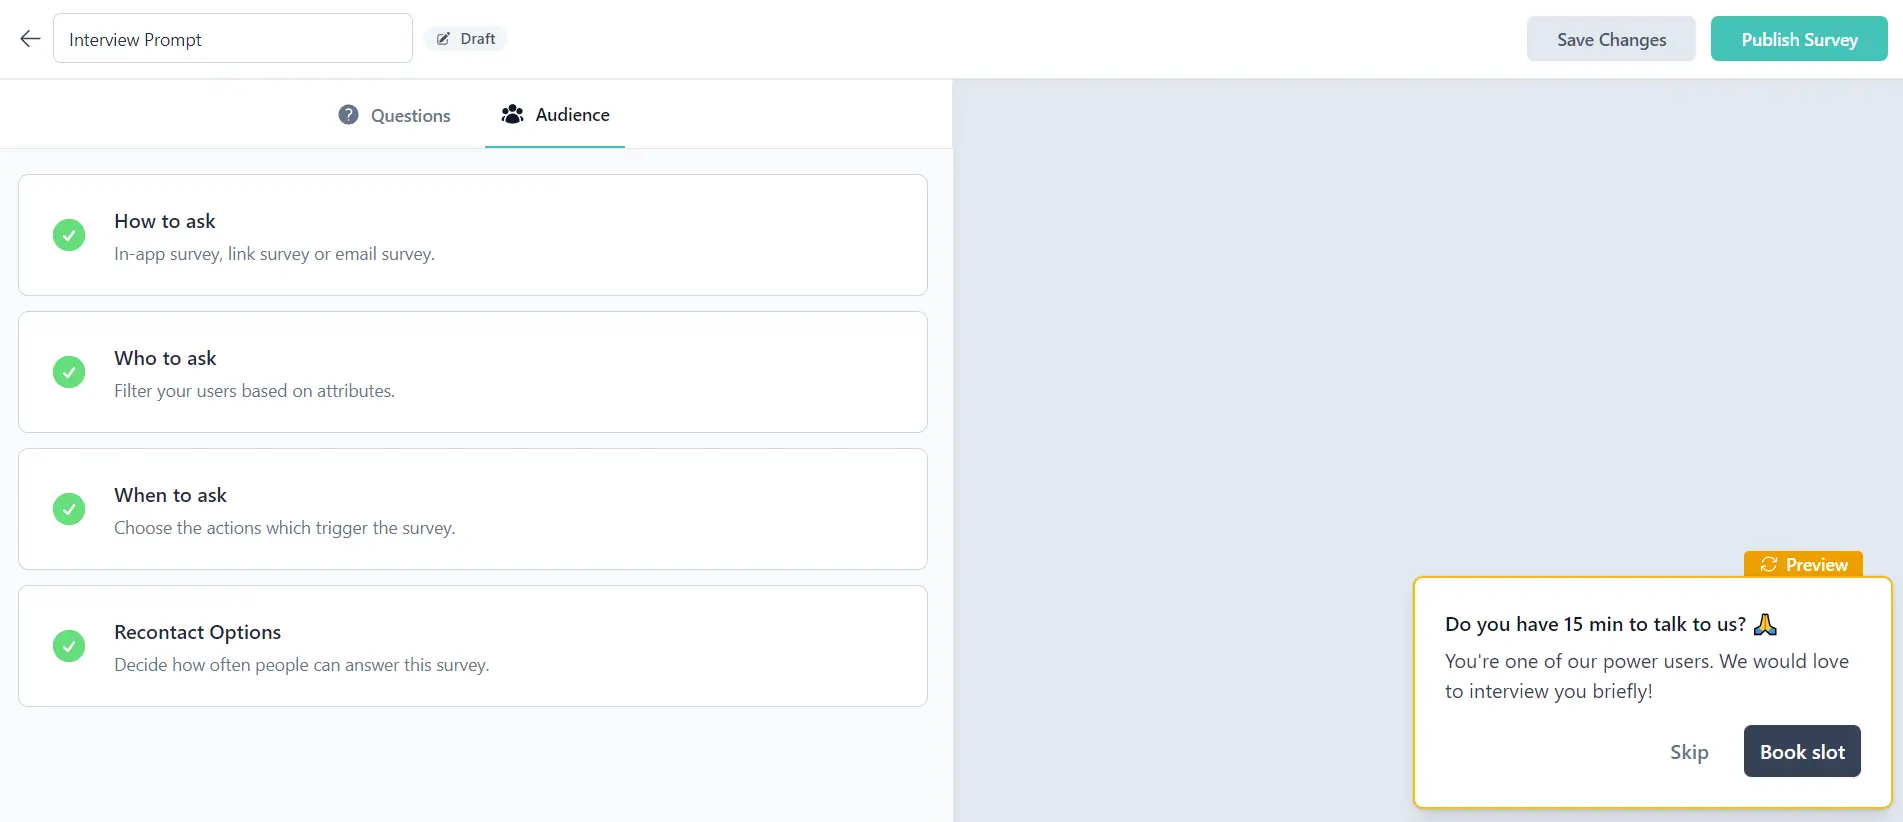 Interview Prompt
Draft
Save Changes
Publish Survey
Questions
Audience
How to ask
In-app survey, link survey or email survey.
Who to ask
Filter your users based on attributes.
When to ask
Choose the actions which trigger the survey.
Recontact Options
Decide how often people can answer this survey.
Preview
Do you have 15 min to talk to us? 🙏
You're one of our power users. We would love
to interview you briefly!
Skip
Book slot